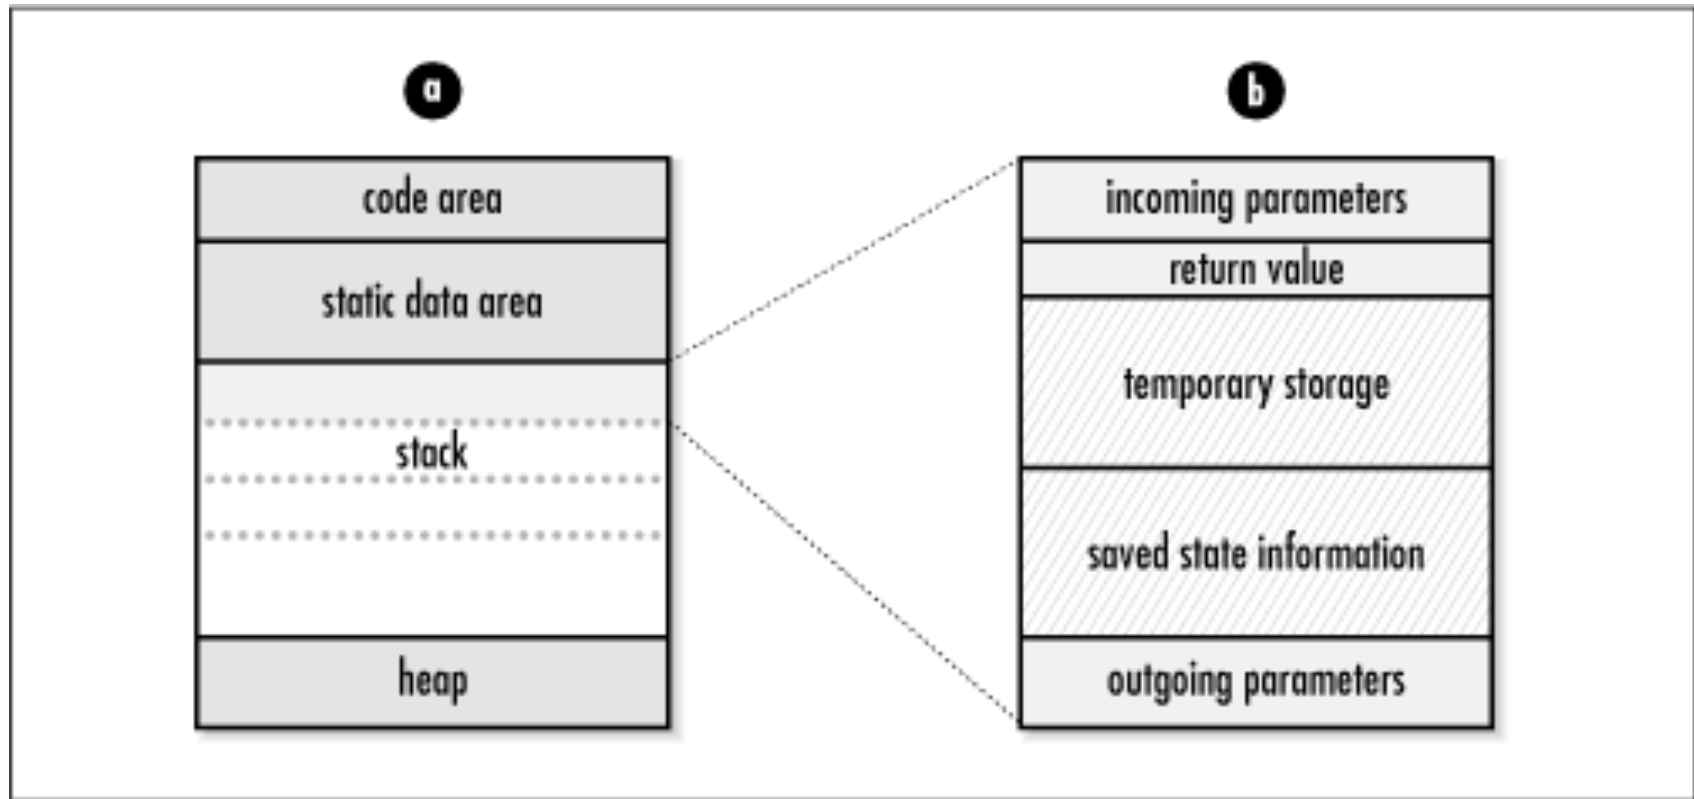 a
code area
static data area
stack
heap
b
incoming parameters
return value
temporary storage
saved state information
outgoing parameters